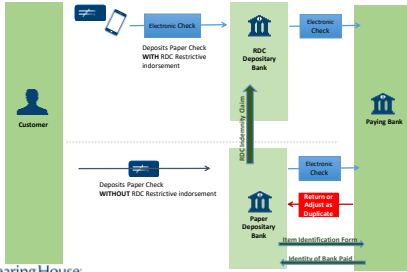 Electronic Check
Deposits Paper Check
WITH RDC Restrictive
indorsement
RDC
Depositary
Bank
Electronic
Check
Customer
Paying Bank
RDC Indemnity Claim
Deposits Paper Check
WITHOUT RDC Restrictive indorsement
Paper
Depositary
Bank
Electronic
Check
Return or
Adjust as
Duplicate
Item Identification Form
Identity of Bank Paid
earing House